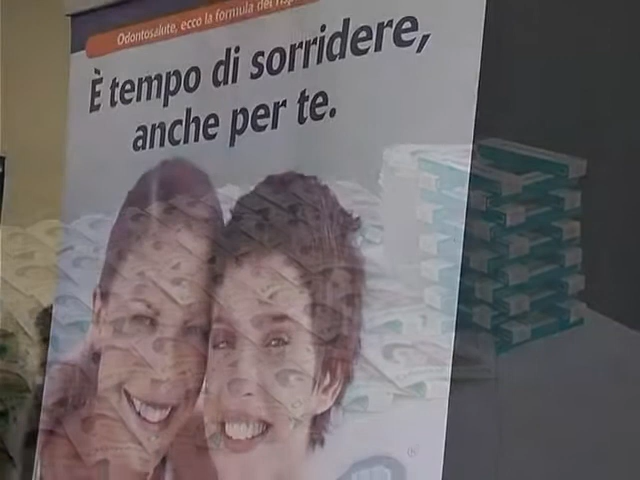 Odontosalute, ecco la formula del
È tempo di sorridere,
anche per te.